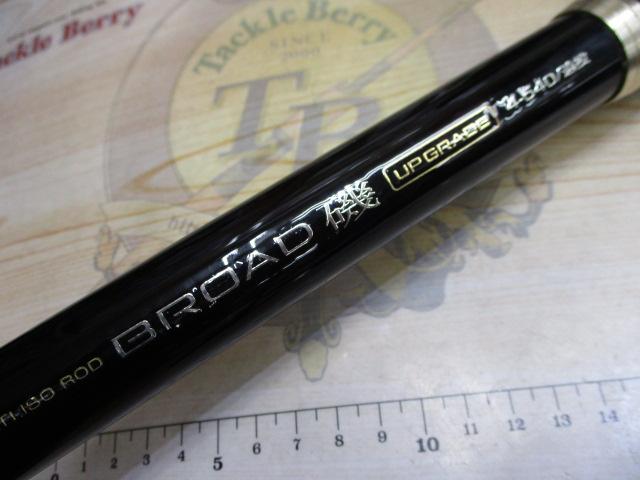 Tackle Berry
SINCE
TB
Tackle Berry
ISO ROD
BROAD 磯
UPGRADE
0 1 2 3 4 5 6 7 8 9 10 11 12 13 14